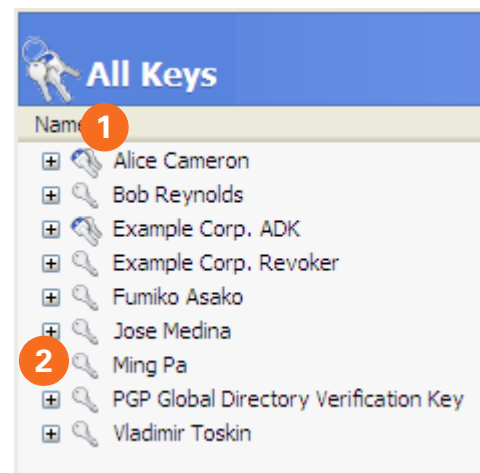 All Keys
Name
1
Alice Cameron
Bob Reynolds
Example Corp. ADK
Example Corp. Revoker
Fumiko Asako
Jose Medina
2
Ming Pa
PGP Global Directory Verification Key
Vladimir Toskin